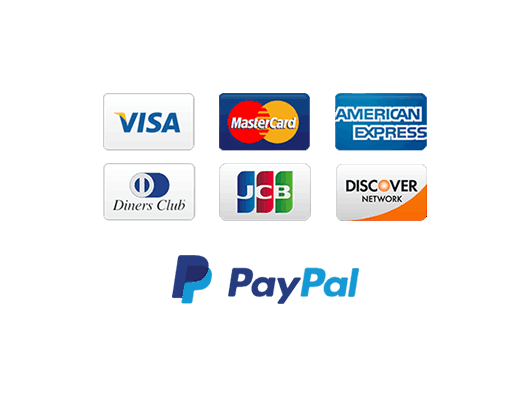 VISA
MasterCard
AMERICAN
EXPRESS
Diners Club
JCB
DISCOVER
NETWORK
PayPal